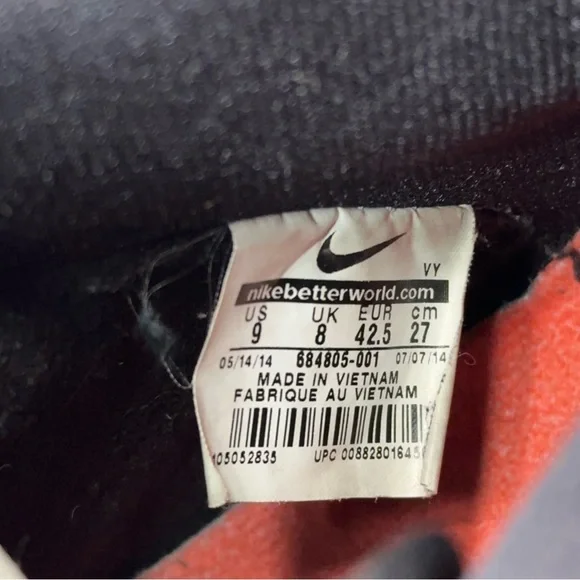 VY
nikebetterworld.com
US UK EUR cm
9 8 42.5 27
05/14/14 684805-001 07/07/14
MADE IN VIETNAM
FABRIQUE AU VIETNAM
105052835 UPC 0088280164